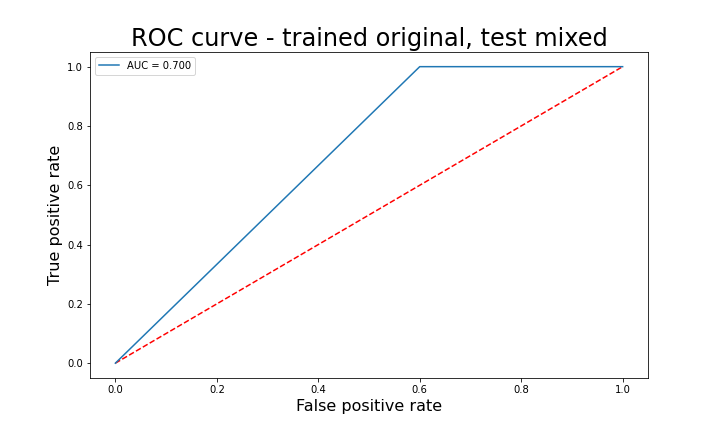 ROC curve - trained original, test mixed
AUC = 0.700
True positive rate
1.0
0.8
0.6
0.4
0.2
0.0
0.0 0.2 0.4 0.6 0.8 1.0
False positive rate